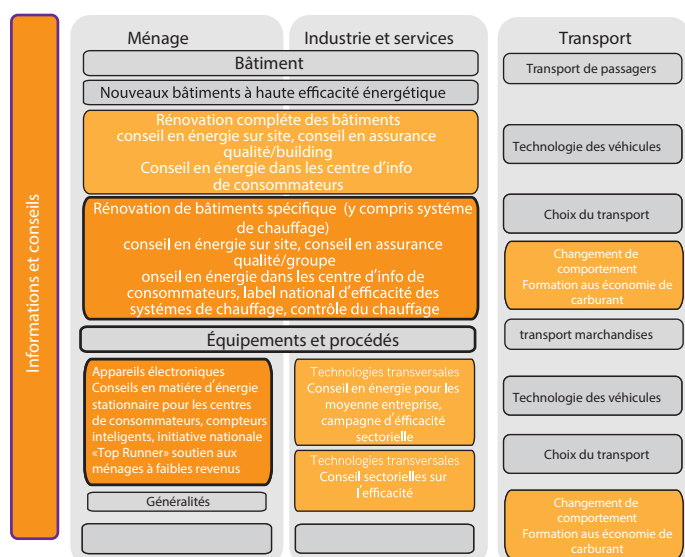 Informations et conseils
Ménage
Industrie et services
Bâtiment
Nouveaux bâtiments à haute efficacité énergétique
Rénovation compléte des bâtiments
conseil en énergie sur site, conseil en assurance
qualité/building
Conseil en énergie dans les centre d'info
de consommateurs
Rénovation de bâtiments spécifique (y compris systéme
de chauffage)
conseil en énergie sur site, conseil en assurance
qualité/groupe
onseil en énergie dans les centre d'info de
consommateurs, label national d'efficacité des
systémes de chauffage, contrôle du chauffage
Équipements et procédés
Appareils électroniques
Conseils en matiére d'énergie
stationnaire pour les centres
de consommateurs, compteurs
inteligents, initiative nationale
«Top Runner» soutien aux
ménages à faibles revenus
Généralités
Technologies transversales
Conseil en énergie pour les
moyenne entreprise,
campagne d'éfficacité
sectorielle
Technologies transversales
Conseil sectorielles sur
l'efficacité
Transport
Transport de passagers
Technologie des véhicules
Choix du transport
Changement de
comportement
Formation aus économie de
carburant
transport marchandises
Technologie des véhicules
Choix du transport
Changement de
comportement
Formation aus économie de
carburant